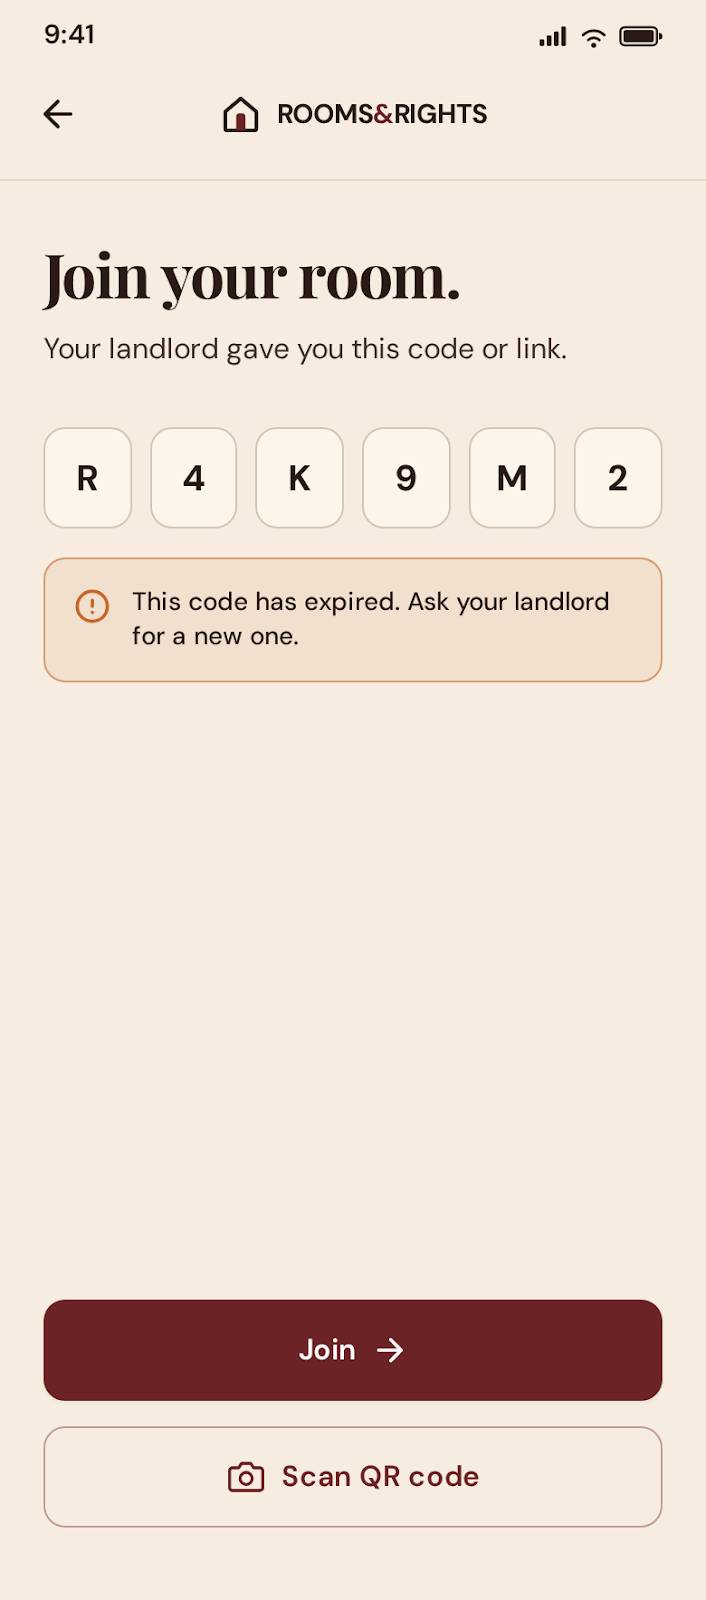 9:41
ROOMS&RIGHTS
Join your room.
Your landlord gave you this code or link.
R 4 K 9 M 2
This code has expired. Ask your landlord
for a new one.
Join
Scan QR code